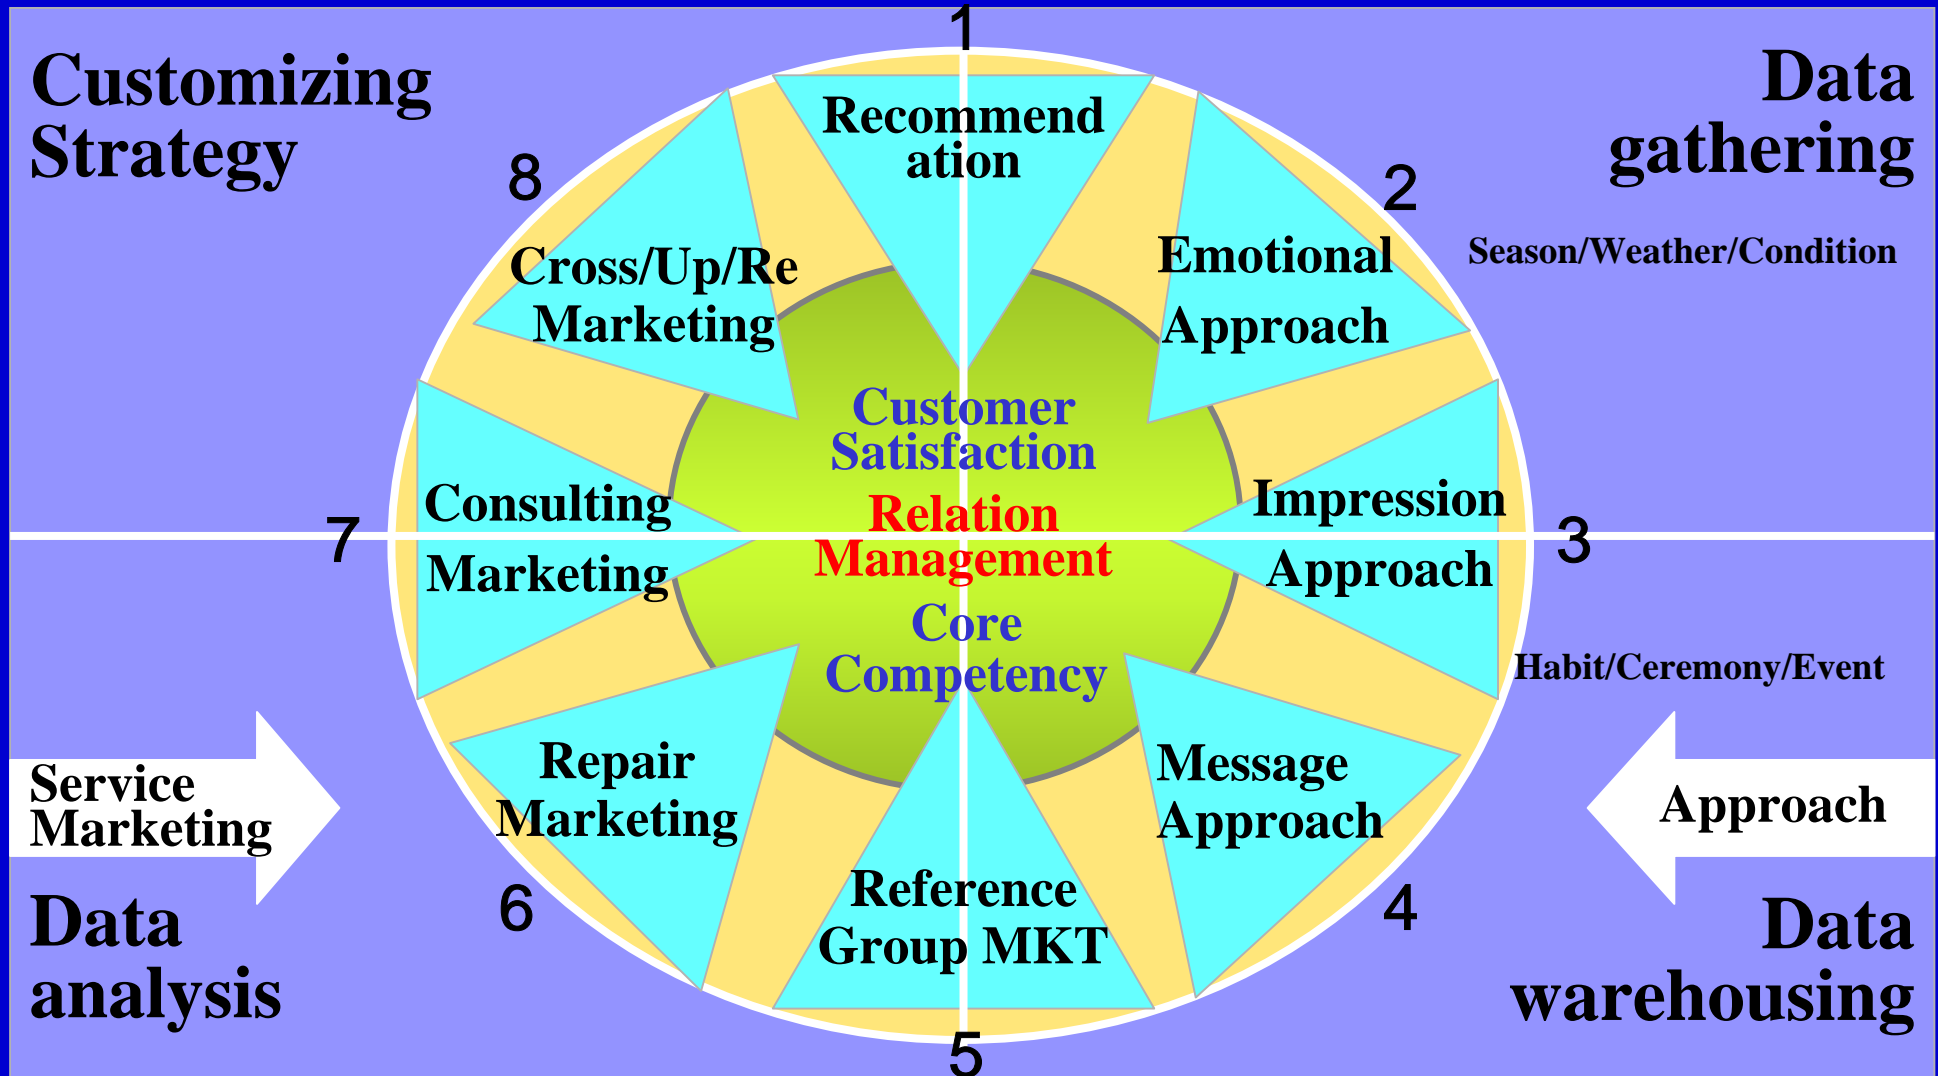 1
Customizing
Strategy
Data
gathering
Recommend
ation
8
2
Season/Weather/Condition
Cross/Up/Re
Marketing
Emotional
Approach
Customer
Satisfaction
Consulting
Marketing
Relation
Management
Impression
Approach
7
3
Core
Competency
Habit/Ceremony/Event
Repair
Marketing
Message
Approach
Service
Marketing
Approach
Reference
Group MKT
6
4
Data
analysis
Data
warehousing
5